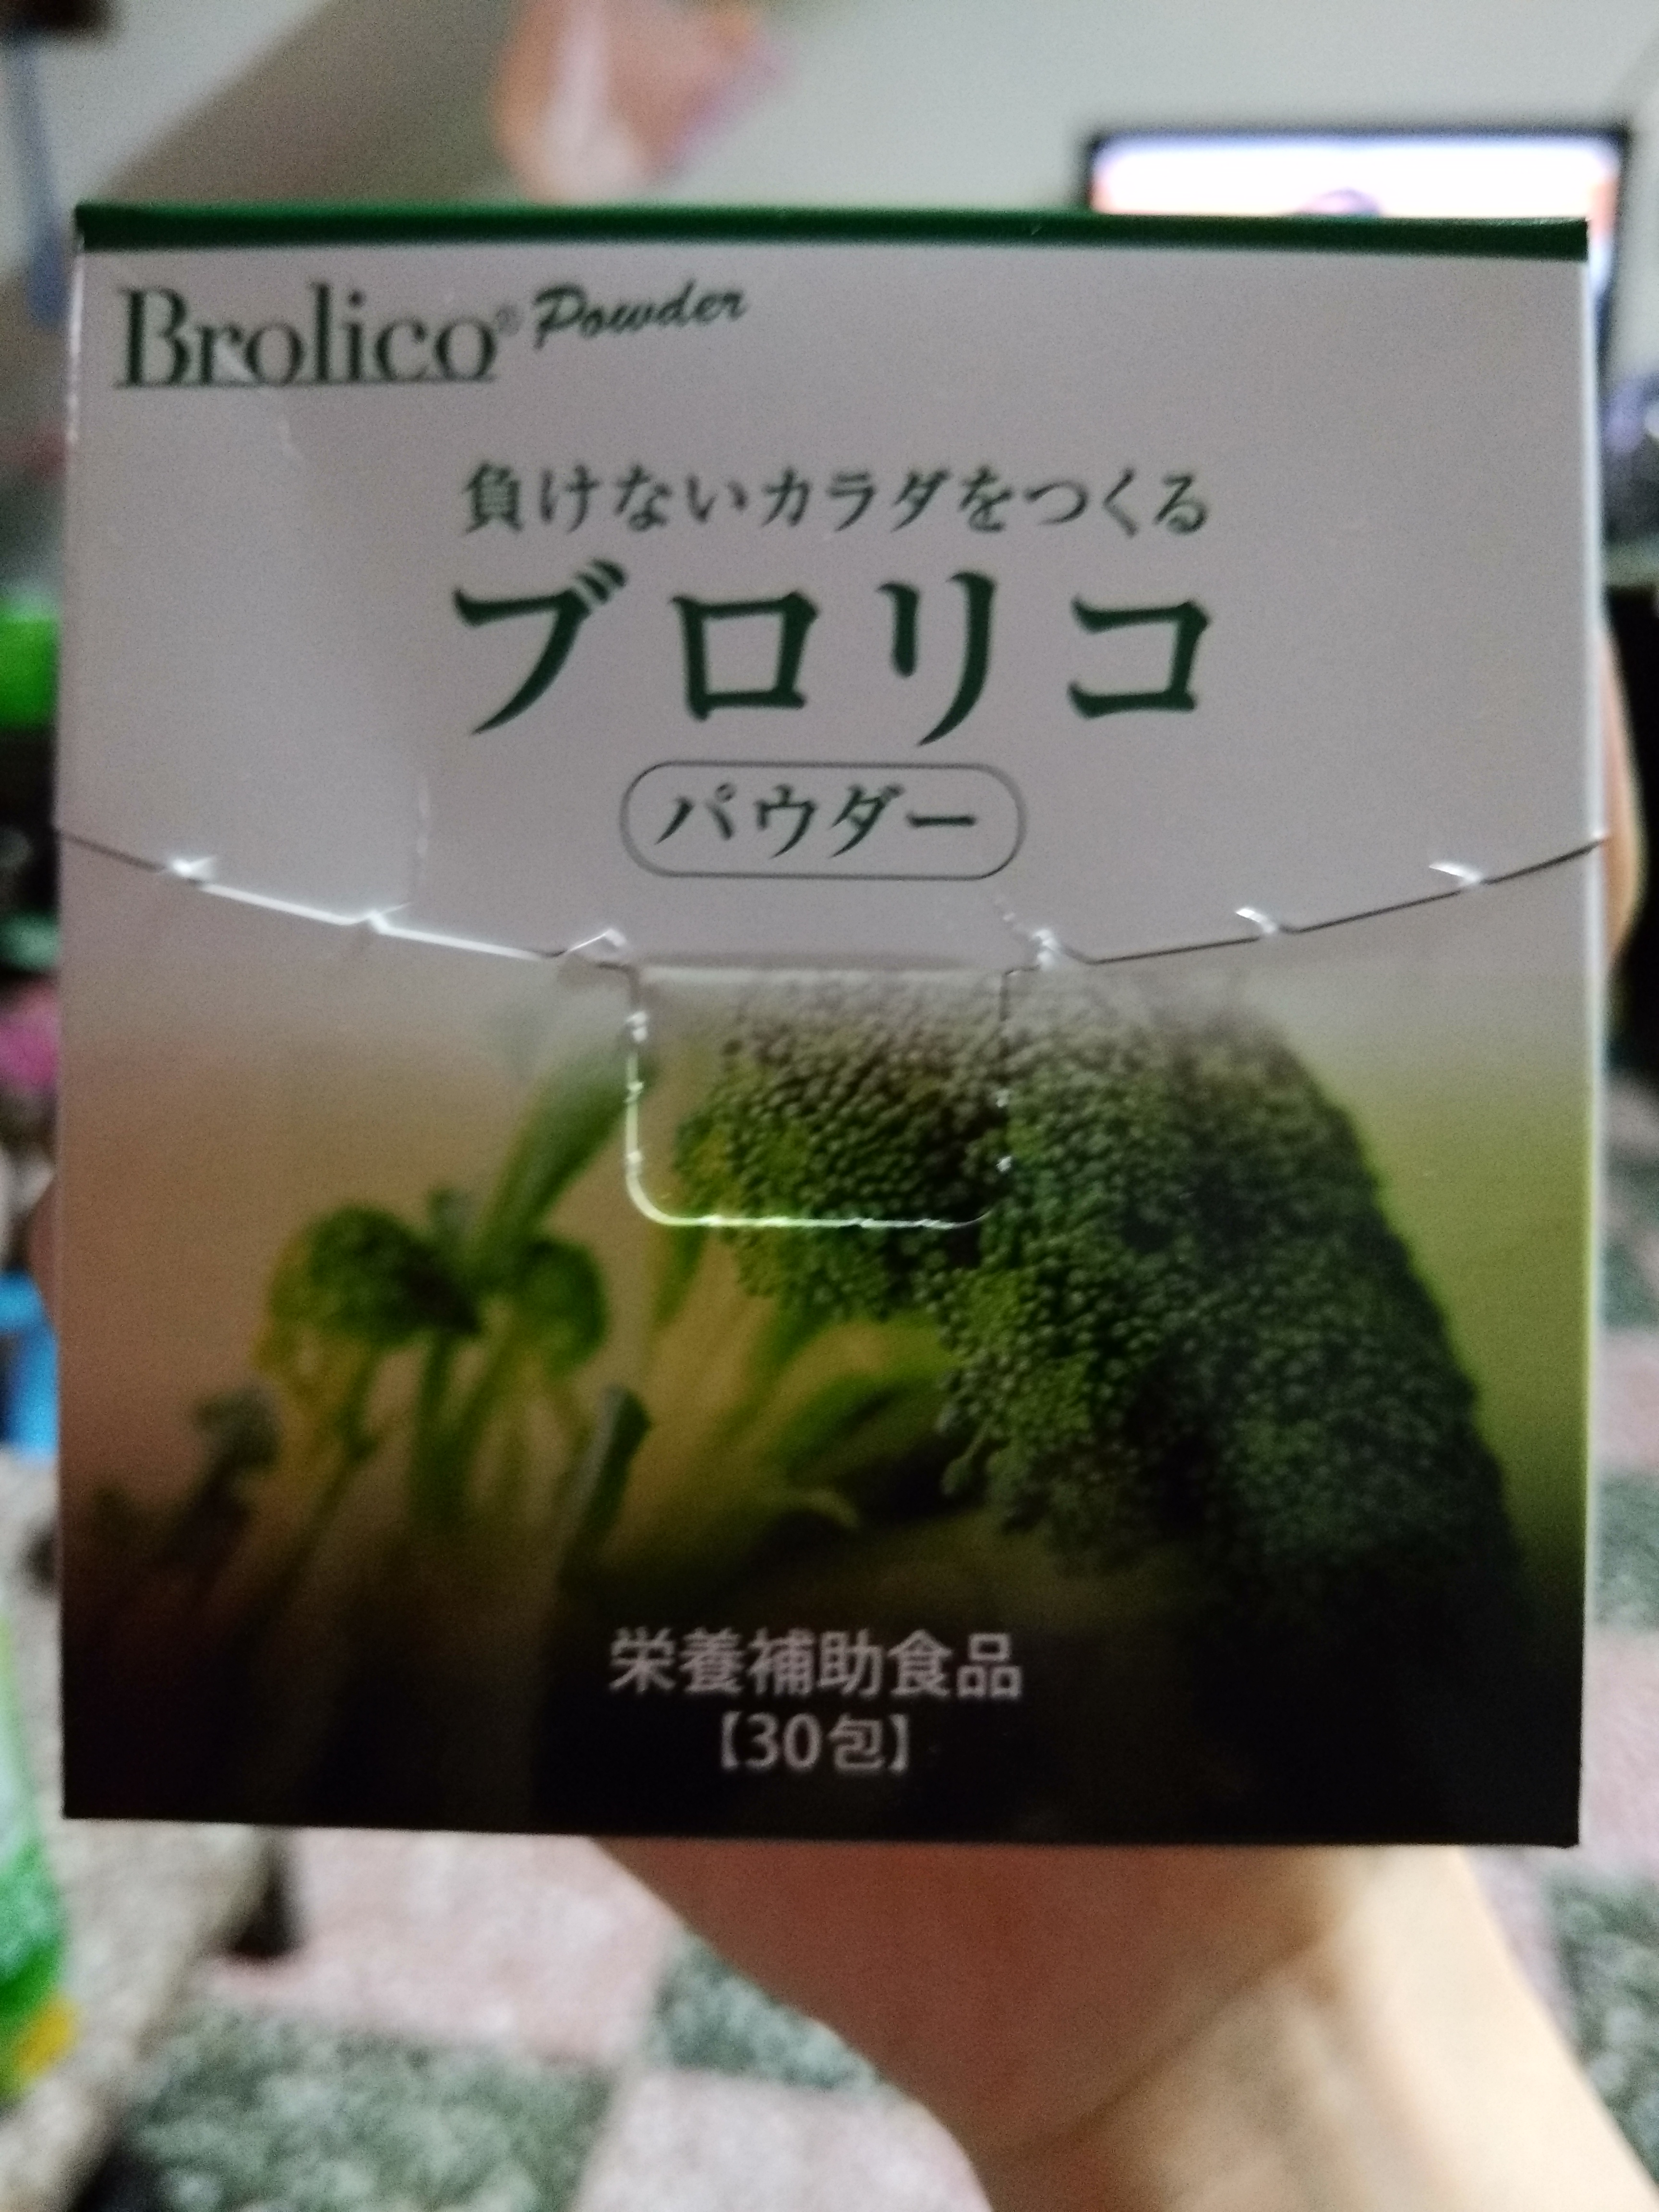 Brolico® Powder
負けないカラダをつくる
ブロリコ
パウダー
栄養補助食品
【30包】